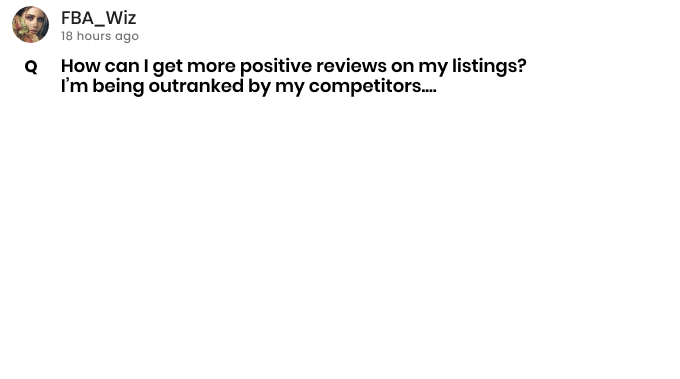 FBA_Wiz
18 hours ago
Q How can I get more positive reviews on my listings?
I'm being outranked by my competitors....